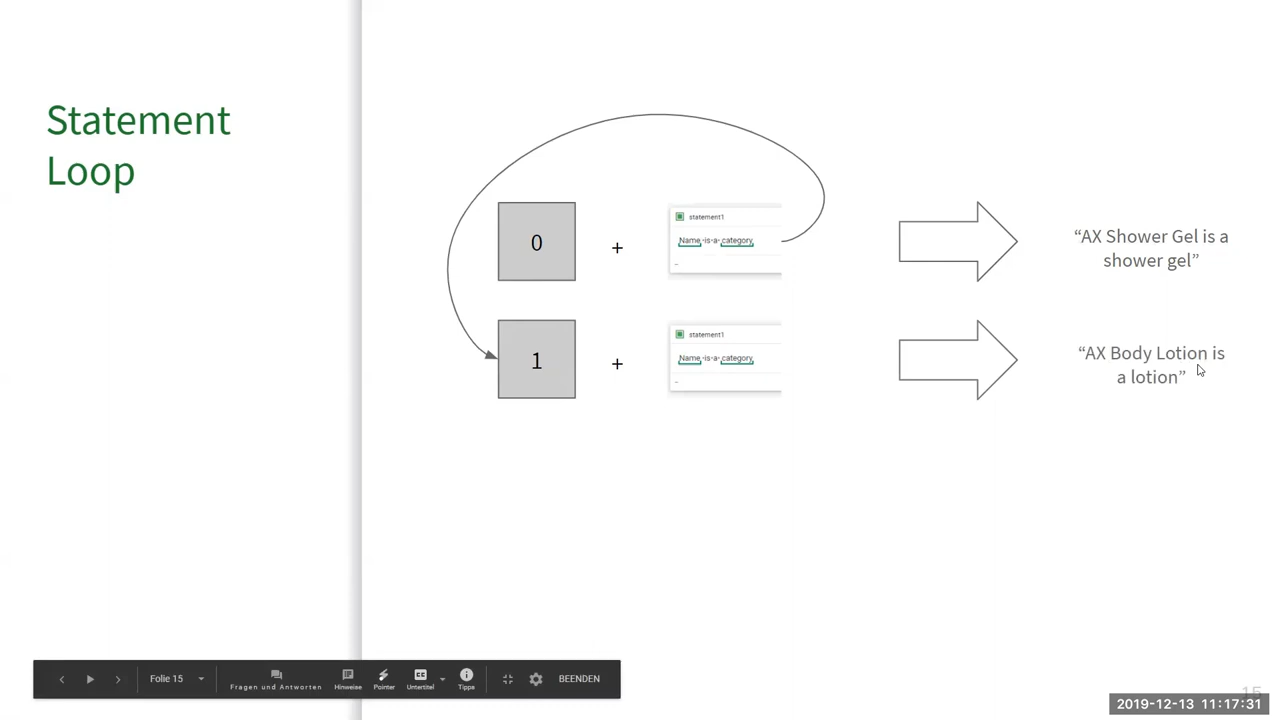 Statement
Loop
0
+
statement1
Name·is·a·category
“AX Shower Gel is a
shower gel”
1
+
statement1
Name·is·a·category
“AX Body Lotion is
a lotion”
Folie 15
Fragen und Antworten
Hinweise
Pointer
CC
Untertitel
Tipps
BEENDEN
15
2019-12-13 11:17:31